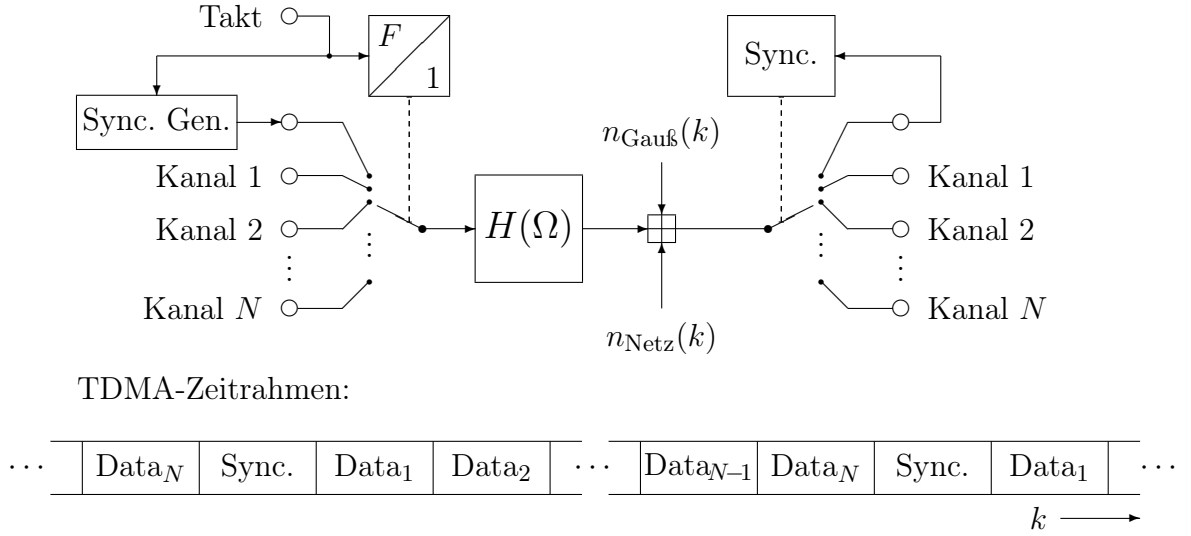 Takt
F
1
Sync.
Sync. Gen.
n_Gauß(k)
Kanal 1
Kanal 1
Kanal 2
H(Ω)
Kanal 2
Kanal N
Kanal N
n_Netz(k)
TDMA-Zeitrahmen:
··· Data_N Sync. Data_1 Data_2 ··· Data_N−1 Data_N Sync. Data_1 ···
k